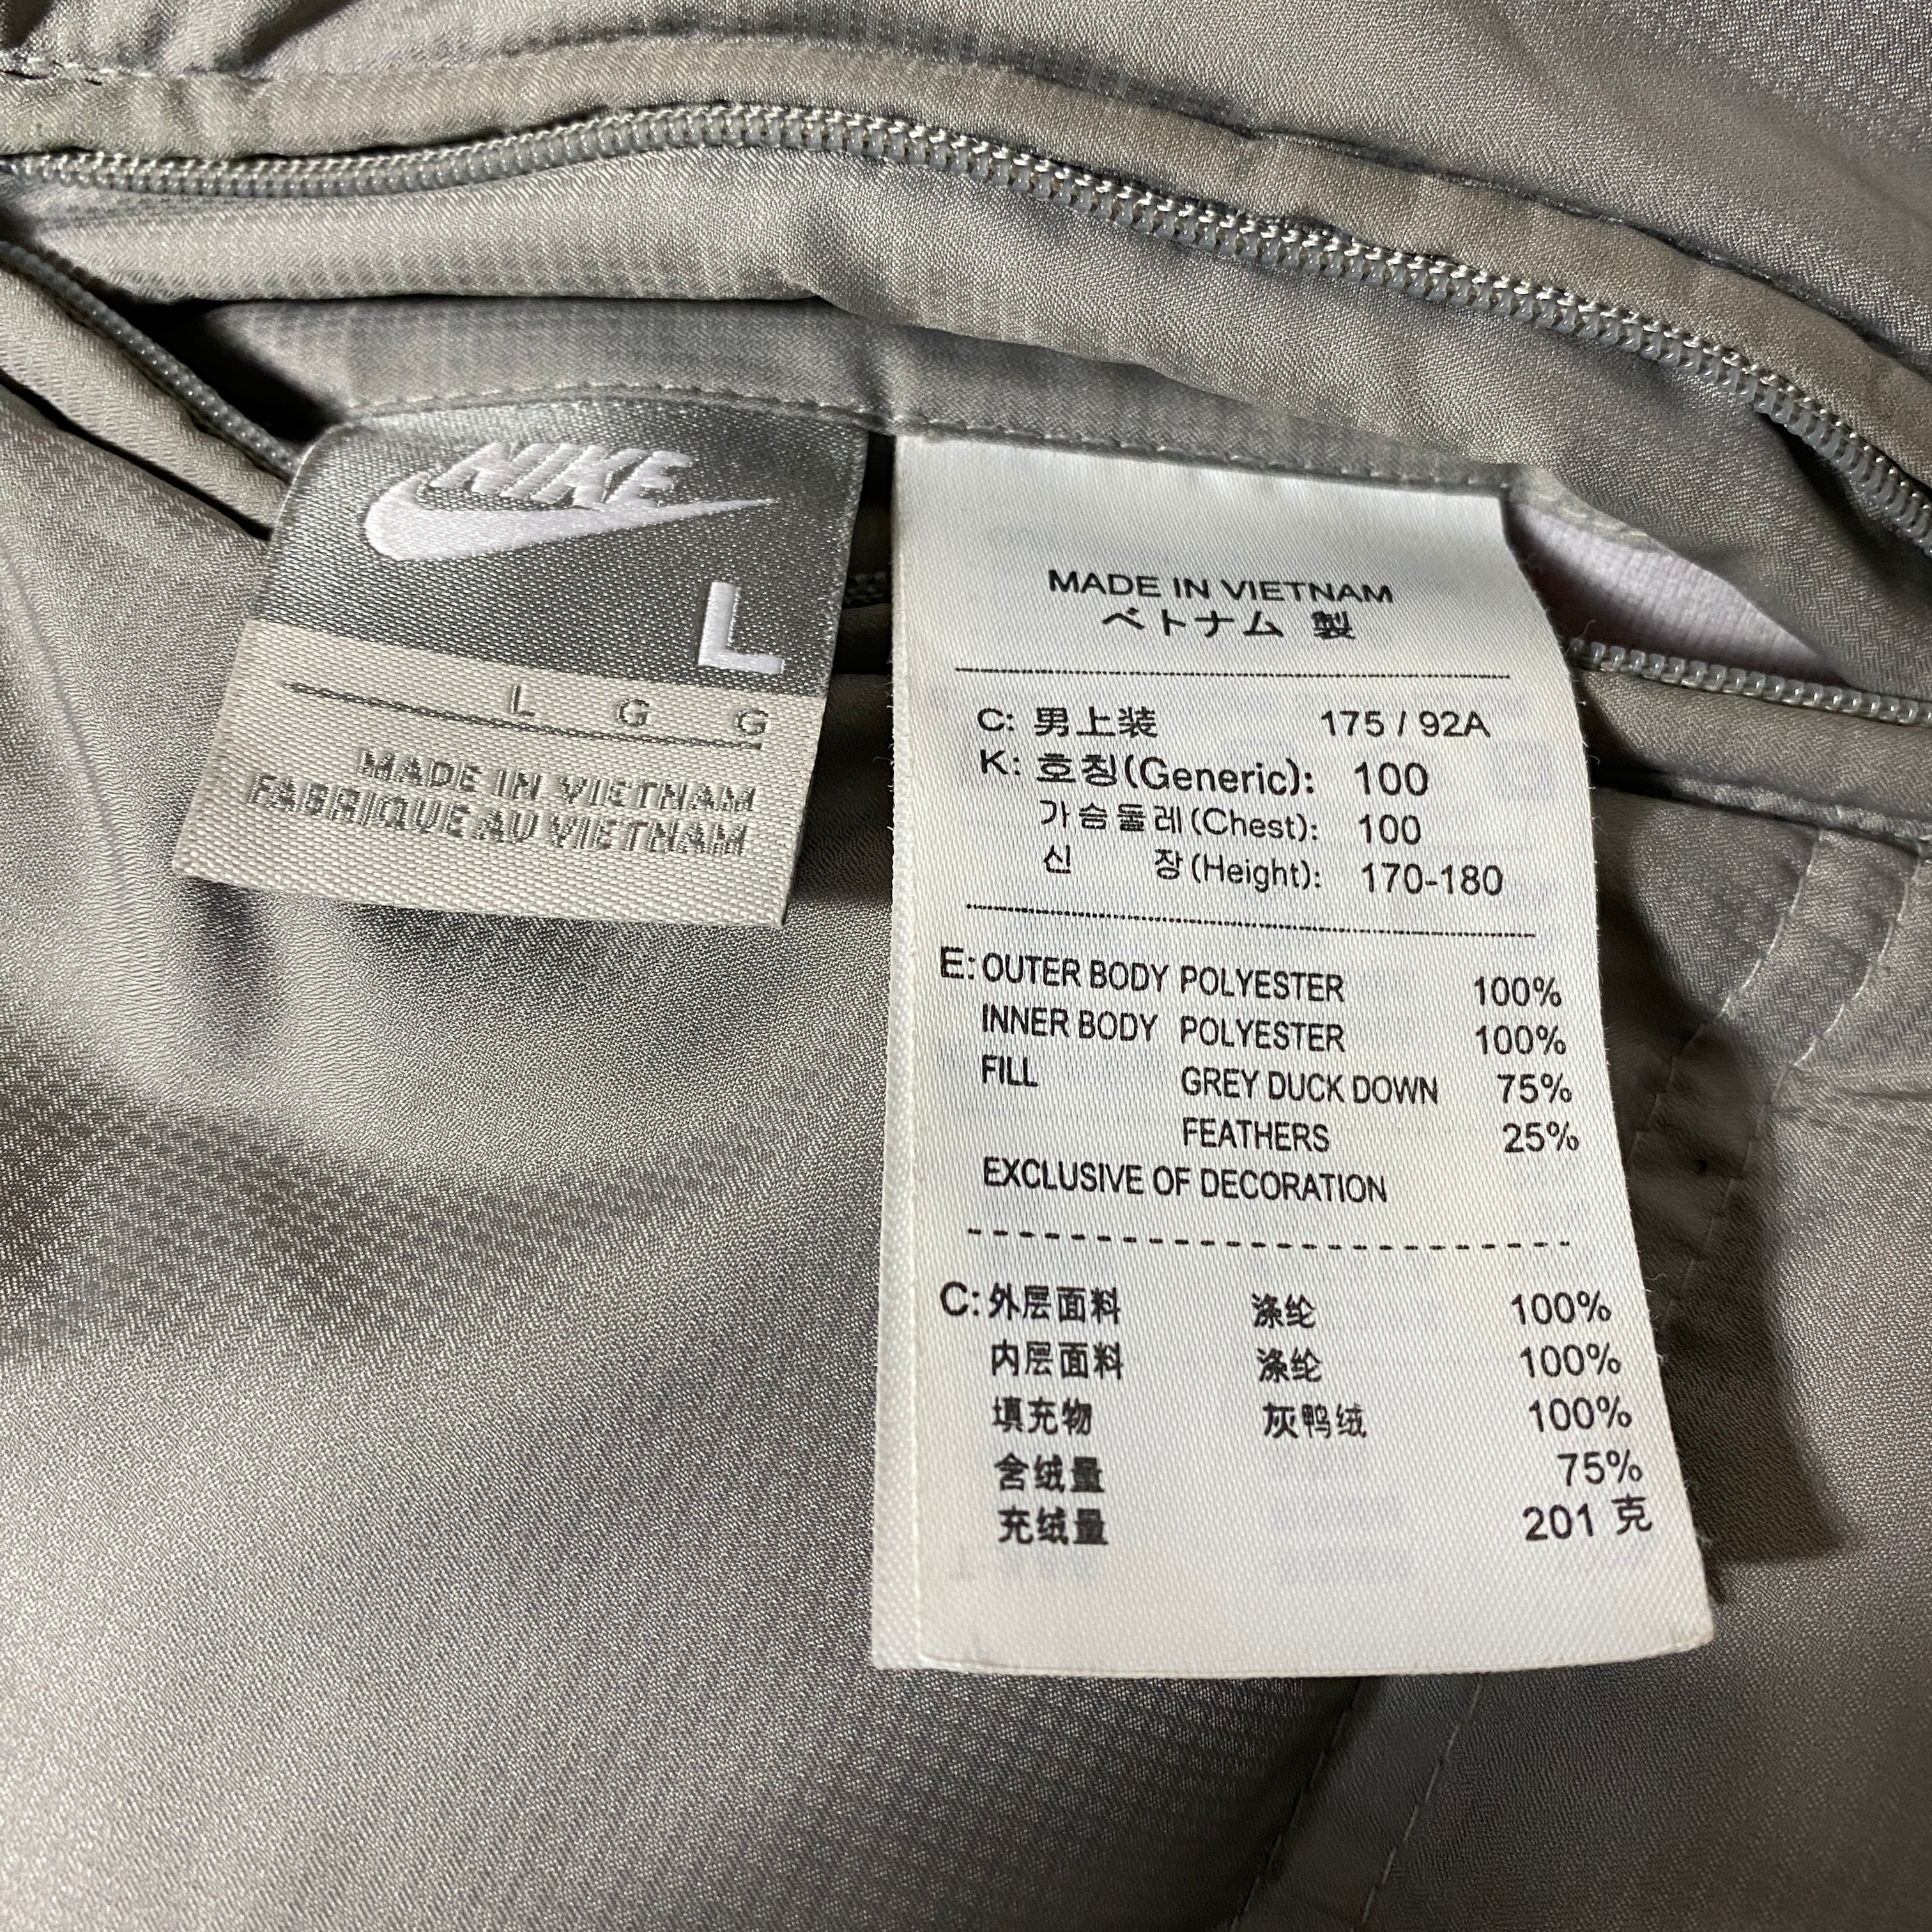 NIKE
L
L G G
MADE IN VIETNAM
FABRIQUE AU VIETNAM
MADE IN VIETNAM
ベトナム 製
C: 男上装 175 / 92A
K: 호칭(Generic): 100
가슴둘레(Chest): 100
신 장(Height): 170-180
E: OUTER BODY POLYESTER 100%
INNER BODY POLYESTER 100%
FILL GREY DUCK DOWN 75%
FEATHERS 25%
EXCLUSIVE OF DECORATION
C: 外层面料 涤纶 100%
内层面料 涤纶 100%
填充物 灰鸭绒 100%
含绒量 75%
充绒量 201 克